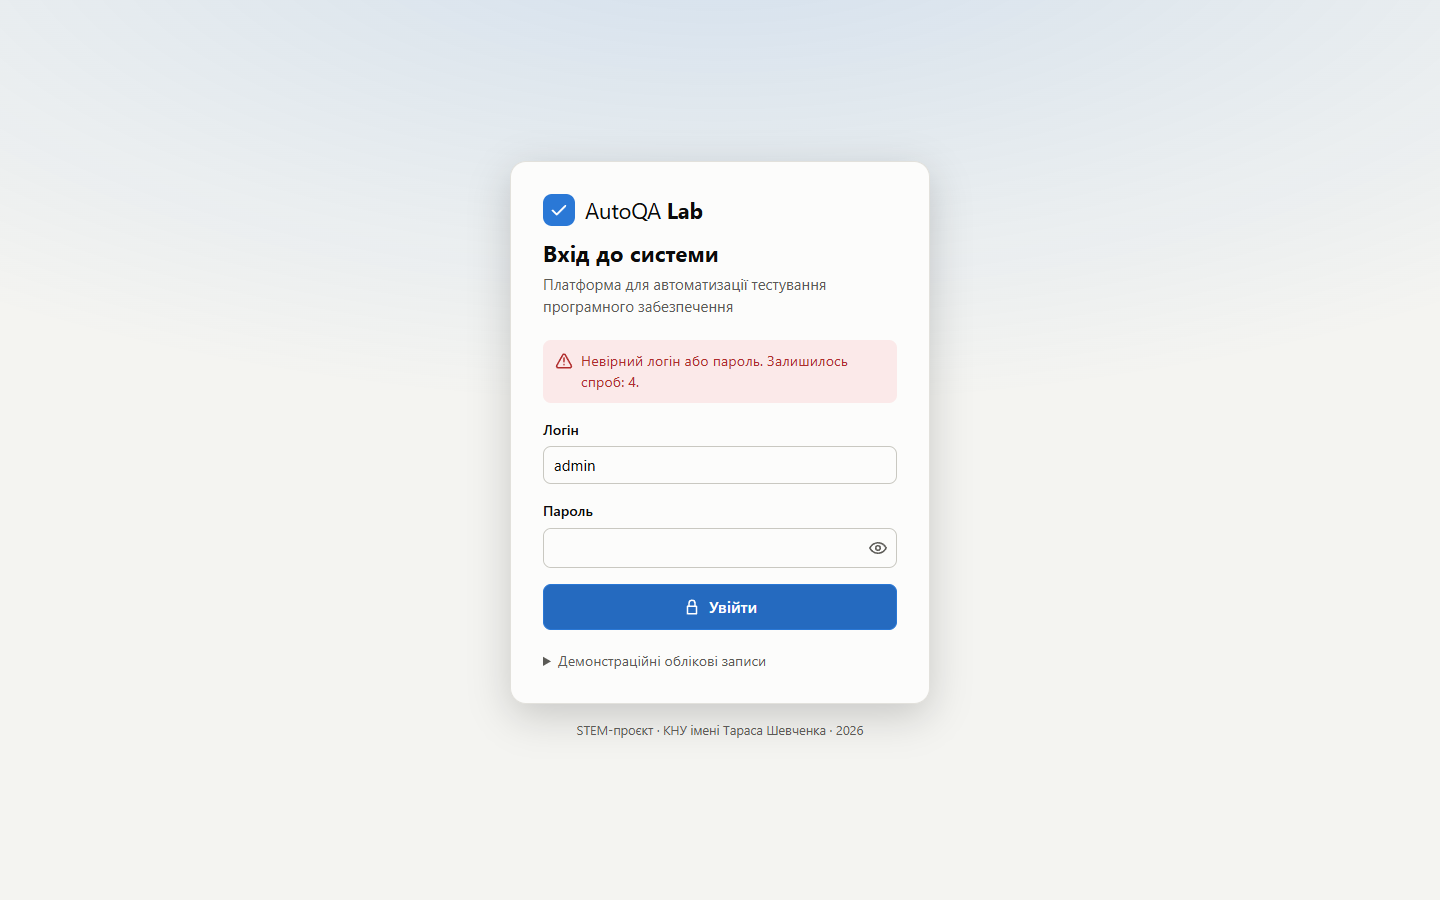 AutoQA Lab
Вхід до системи
Платформа для автоматизації тестування
програмного забезпечення
Невірний логін або пароль. Залишилось
спроб: 4.
Логін
admin
Пароль
Увійти
Демонстраційні облікові записи
STEM-проєкт · КНУ імені Тараса Шевченка · 2026